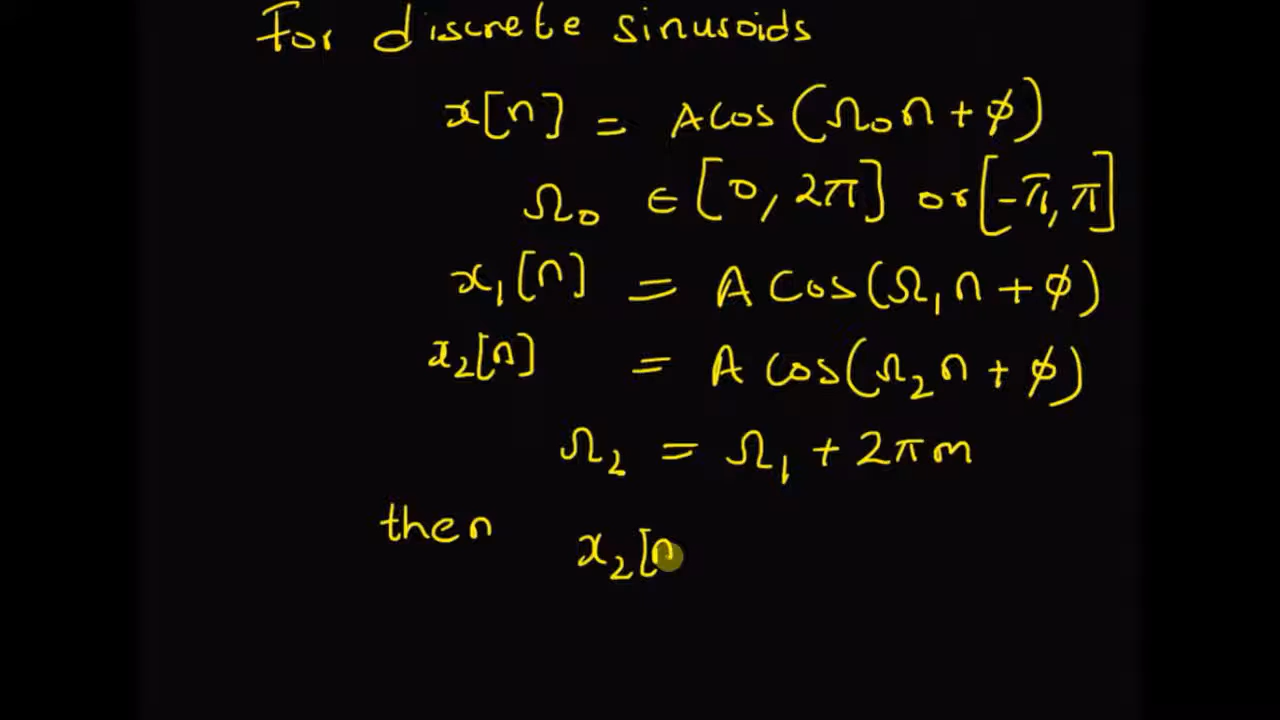 For discrete sinusoids
x[n] = A cos (Ω₀n + ϕ)
Ω₀ ∈ [0, 2π] or [-π, π]
x₁[n] = A Cos(Ω₁n + ϕ)
x₂[n] = A cos(Ω₂n + ϕ)
Ω₂ = Ω₁ + 2πm
then x₂[n